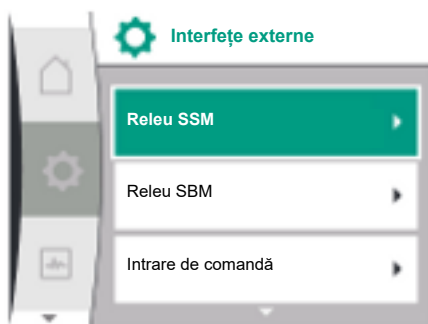 Interfețe externe
Releu SSM
Releu SBM
Intrare de comandă